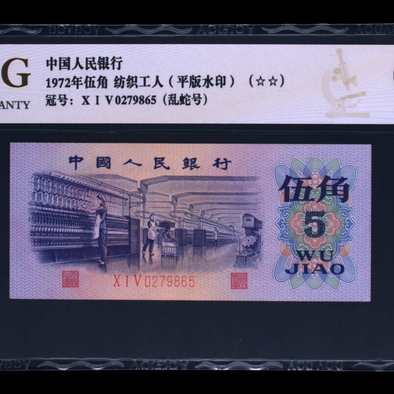 G
RANTY
中国人民银行
1972年伍角 纺织工人（平版水印）（☆☆）
冠号：X I V 0279865（乱蛇号）
中國人民銀行
伍角
5
WU
JIAO
X I V 0279865